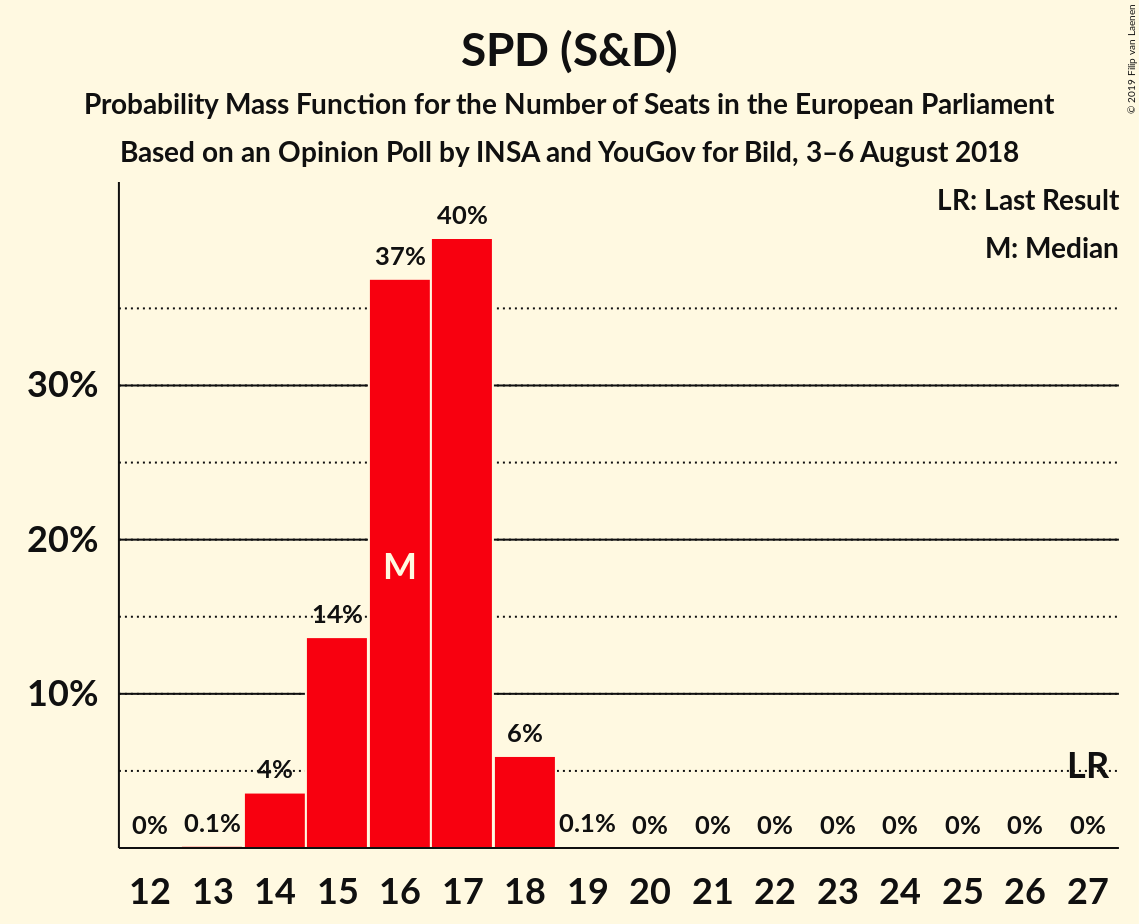 SPD (S&D)
Probability Mass Function for the Number of Seats in the European Parliament
Based on an Opinion Poll by INSA and YouGov for Bild, 3–6 August 2018
© 2019 Filip van Laenen
LR: Last Result
M: Median
40%
37%
30%
20%
M
14%
10%
6%
4%
LR
0% 0.1% 0.1% 0% 0% 0% 0% 0% 0% 0% 0%
12 13 14 15 16 17 18 19 20 21 22 23 24 25 26 27